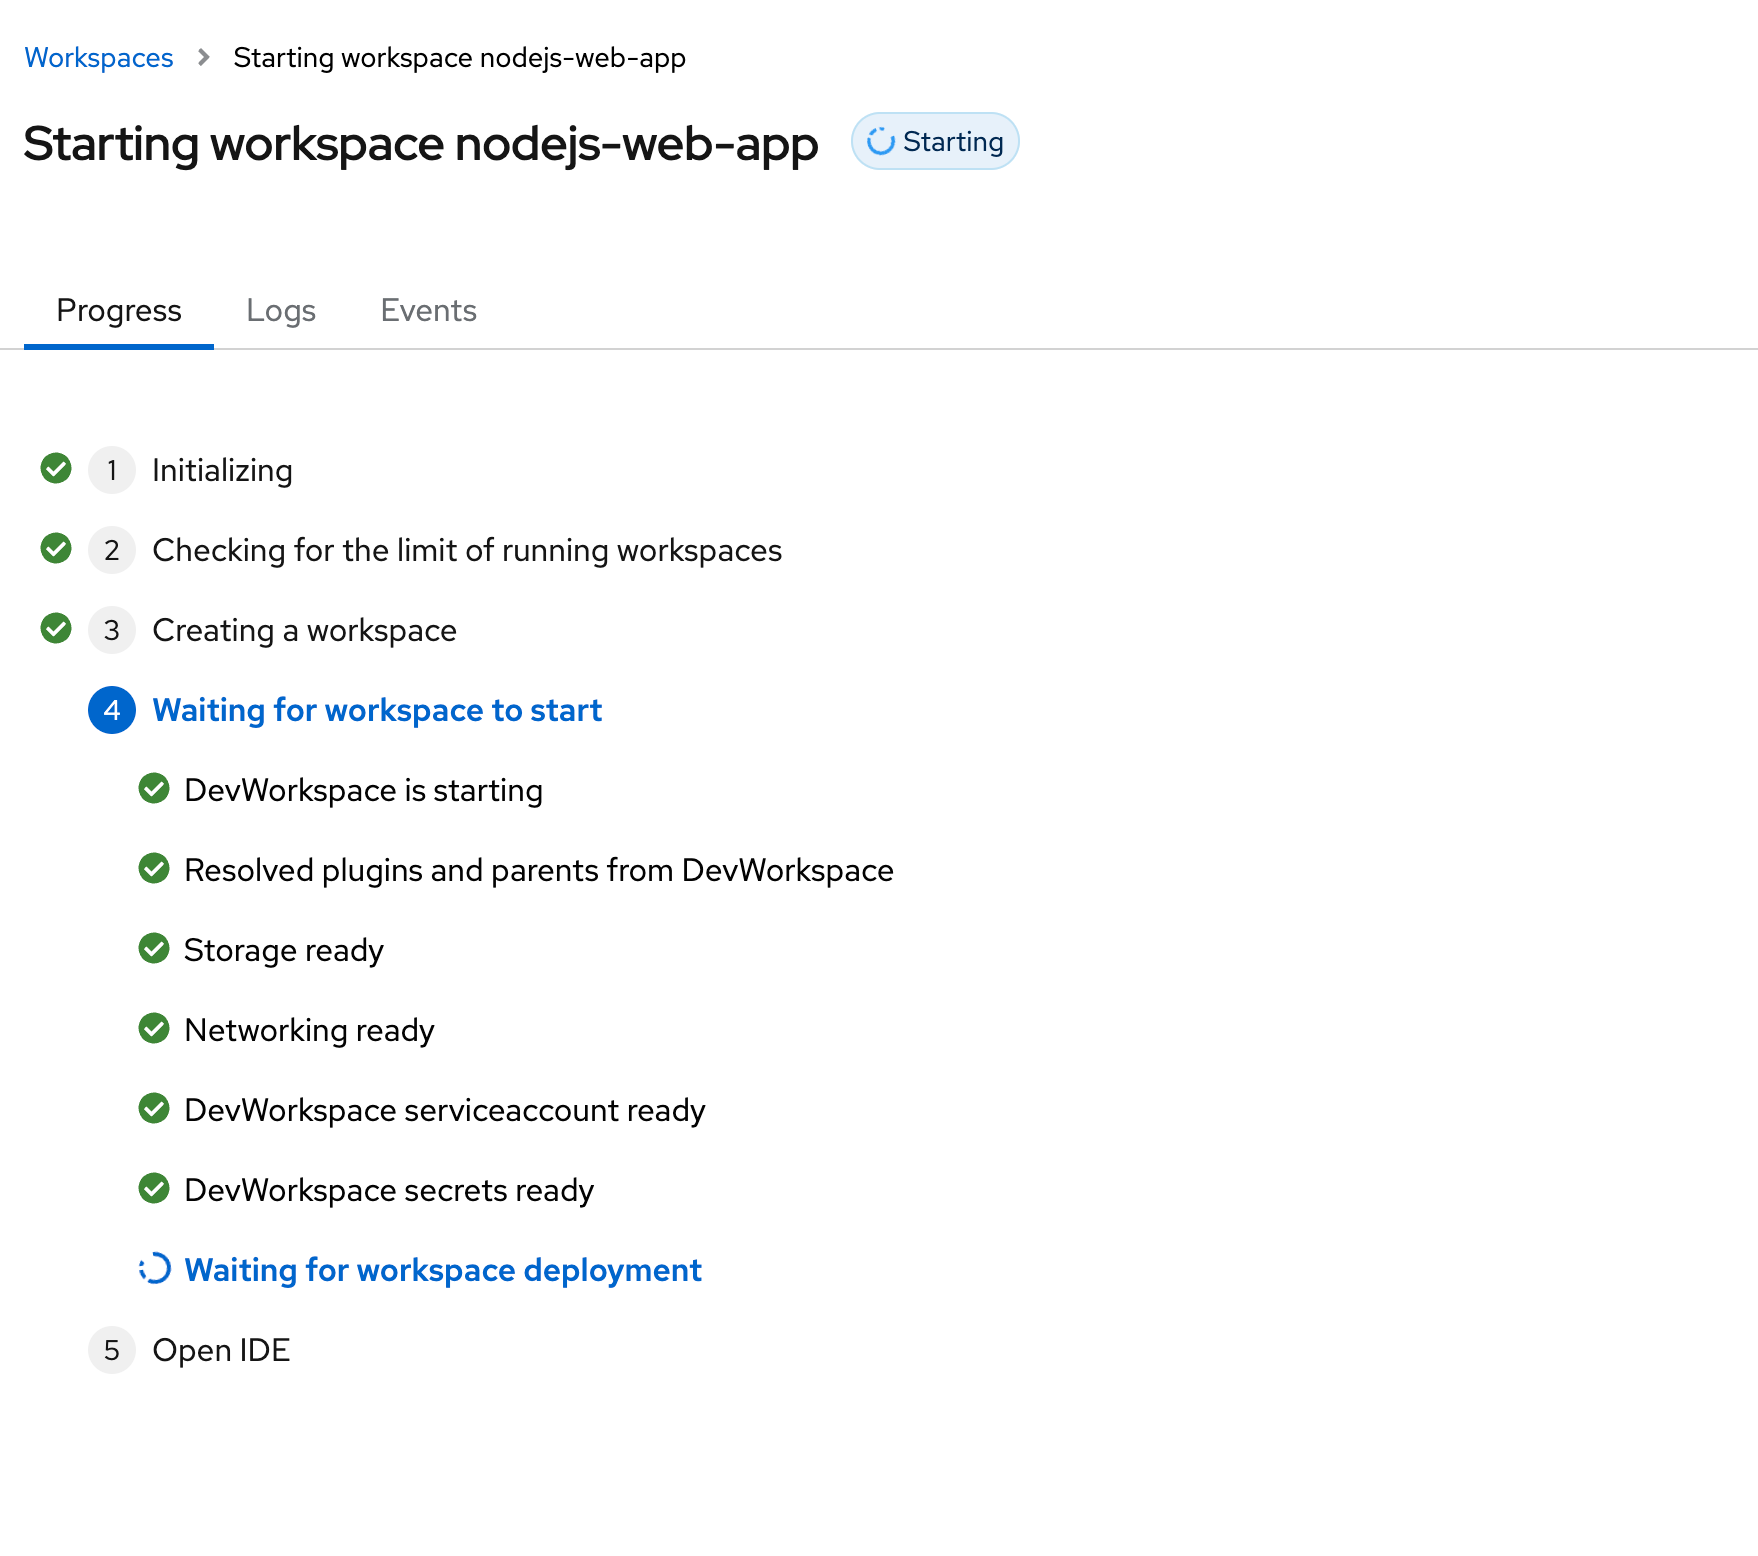 Workspaces > Starting workspace nodejs-web-app
Starting workspace nodejs-web-app Starting
Progress Logs Events
1 Initializing
2 Checking for the limit of running workspaces
3 Creating a workspace
4 Waiting for workspace to start
DevWorkspace is starting
Resolved plugins and parents from DevWorkspace
Storage ready
Networking ready
DevWorkspace serviceaccount ready
DevWorkspace secrets ready
Waiting for workspace deployment
5 Open IDE